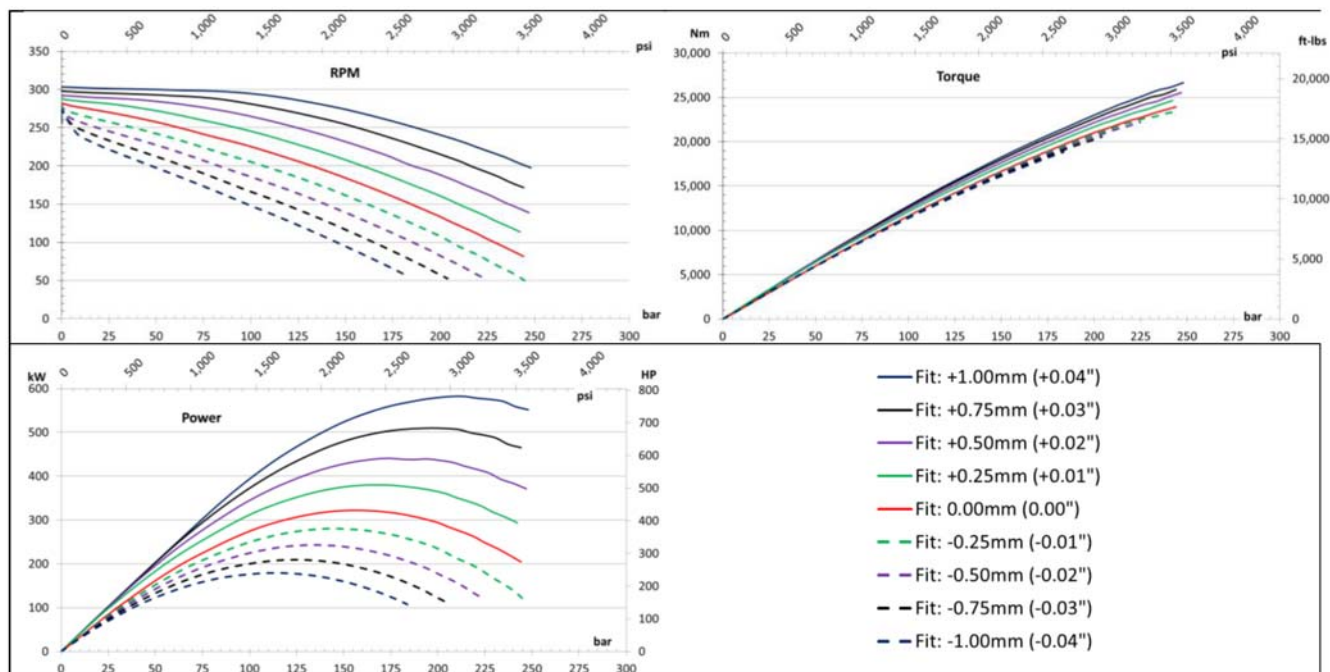 0 500 1,000 1,500 2,000 2,500 3,000 3,500 4,000
psi
RPM
350
300
250
200
150
100
50
0
bar
0 25 50 75 100 125 150 175 200 225 250 275 300
0 500 1,000 1,500 2,000 2,500 3,000 3,500 4,000
Nm
psi
ft-lbs
Torque
30,000
25,000
20,000
15,000
10,000
5,000
0
20,000
15,000
10,000
5,000
0
bar
0 25 50 75 100 125 150 175 200 225 250 275 300
0 500 1,000 1,500 2,000 2,500 3,000 3,500 4,000
kW
HP
psi
Power
600
500
400
300
200
100
0
800
700
600
500
400
300
200
100
0
bar
0 25 50 75 100 125 150 175 200 225 250 275 300
Fit: +1.00mm (+0.04")
Fit: +0.75mm (+0.03")
Fit: +0.50mm (+0.02")
Fit: +0.25mm (+0.01")
Fit: 0.00mm (0.00")
Fit: -0.25mm (-0.01")
Fit: -0.50mm (-0.02")
Fit: -0.75mm (-0.03")
Fit: -1.00mm (-0.04")